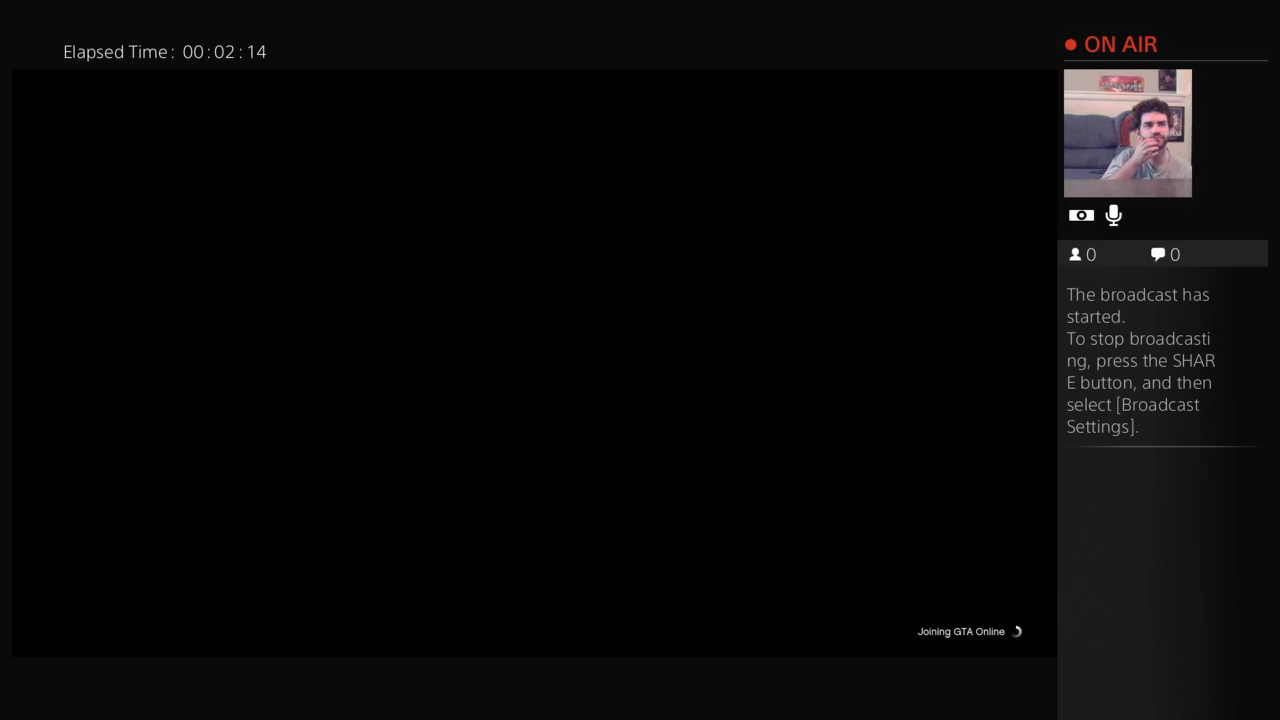 Elapsed Time: 00:02:14
ON AIR
0 0
The broadcast has
started.
To stop broadcasti
ng, press the SHAR
E button, and then
select [Broadcast
Settings].
Joining GTA Online